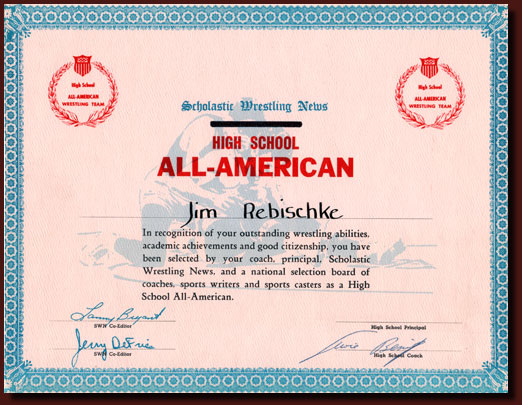 High School
ALL-AMERICAN
WRESTLING TEAM
High School
ALL-AMERICAN
WRESTLING TEAM
Scholastic Wrestling News
HIGH SCHOOL
ALL-AMERICAN
Jim Rebischke
In recognition of your outstanding wrestling abilities,
academic achievements and good citizenship, you have
been selected by your coach, principal, Scholastic
Wrestling News, and a national selection board of
coaches, sports writers and sports casters as a High
School All-American.
Lanny Bryant
SWN Co-Editor
High School Principal
Jerry
SWN Co-Editor
High School Coach